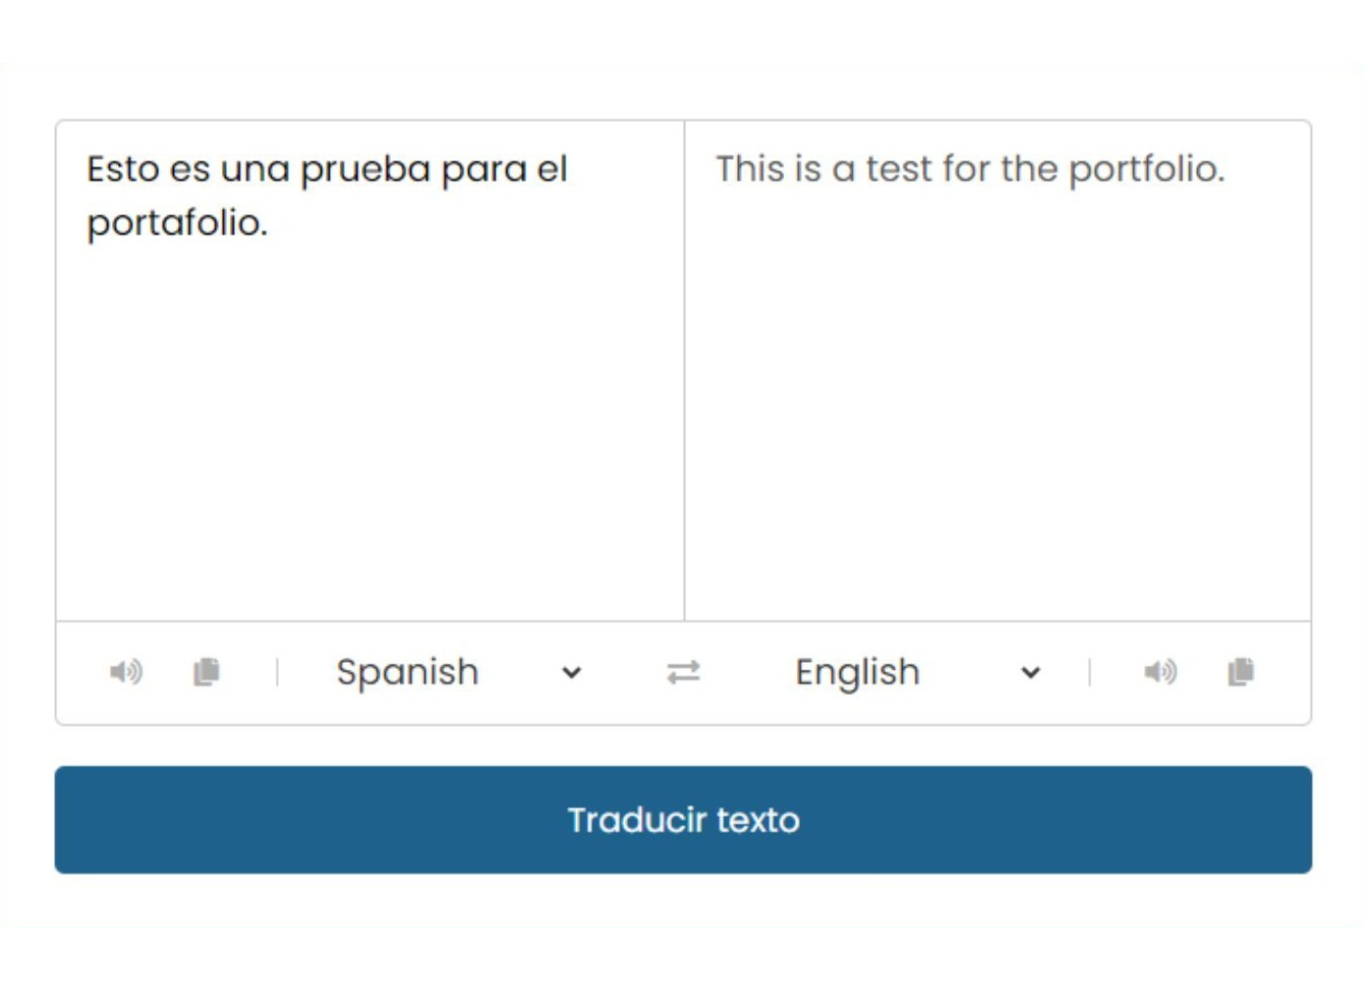 Esto es una prueba para el
portafolio.
This is a test for the portfolio.
Spanish
English
Traducir texto